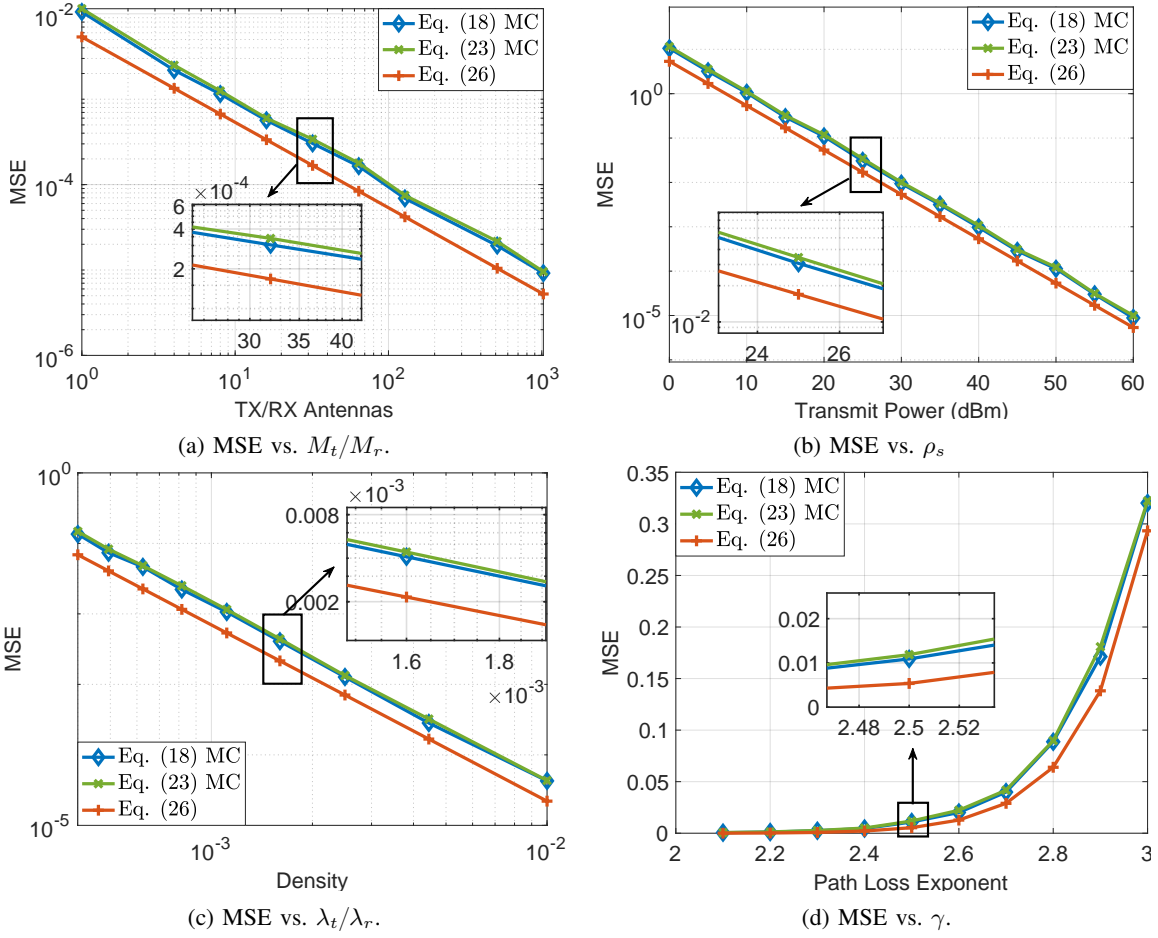 10^-2
10^-4
10^-6
MSE
Eq. (18) MC
Eq. (23) MC
Eq. (26)
×10^-4
6
4
2
30 35 40
10^0 10^1 10^2 10^3
TX/RX Antennas
(a) MSE vs. M_t/M_r.
10^0
10^-5
MSE
Eq. (18) MC
Eq. (23) MC
Eq. (26)
10^-2
24 26
0 10 20 30 40 50 60
Transmit Power (dBm)
(b) MSE vs. ρ_s
10^0
10^-5
MSE
×10^-3
0.008
0.002
1.6 1.8
×10^-3
Eq. (18) MC
Eq. (23) MC
Eq. (26)
10^-3 10^-2
Density
(c) MSE vs. λ_t/λ_r.
0.35
0.3
0.25
0.2
0.15
0.1
0.05
0
MSE
Eq. (18) MC
Eq. (23) MC
Eq. (26)
0.02
0.01
0
2.48 2.5 2.52
2 2.2 2.4 2.6 2.8 3
Path Loss Exponent
(d) MSE vs. γ.